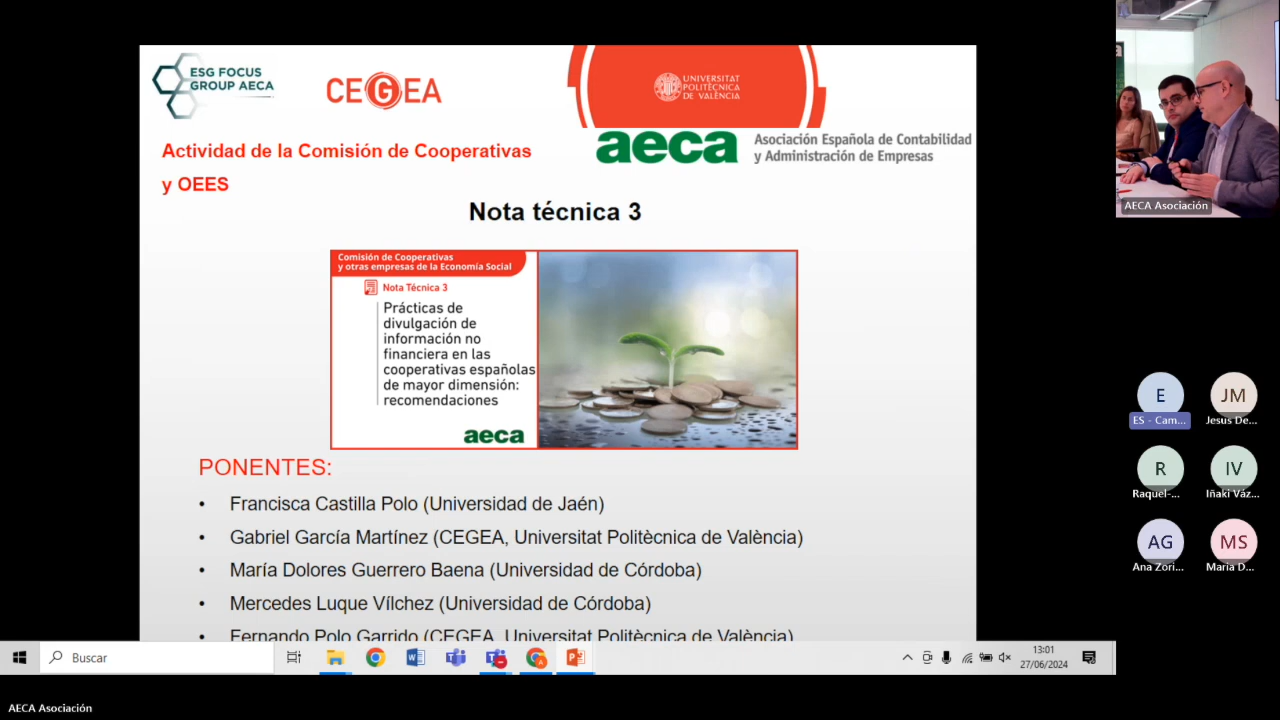 ESG FOCUS
GROUP AECA
CEGEA
UNIVERSITAT
POLITÈCNICA
DE VALÈNCIA
aeca
Asociación Española de Contabilidad
y Administración de Empresas
Actividad de la Comisión de Cooperativas
y OEES
Nota técnica 3
Comisión de Cooperativas
y otras empresas de la Economía Social
Nota Técnica 3
Prácticas de
divulgación de
información no
financiera en las
cooperativas españolas
de mayor dimensión:
recomendaciones
aeca
PONENTES:
• Francisca Castilla Polo (Universidad de Jaén)
• Gabriel García Martínez (CEGEA, Universitat Politècnica de València)
• María Dolores Guerrero Baena (Universidad de Córdoba)
• Mercedes Luque Vílchez (Universidad de Córdoba)
• Fernando Polo Garrido (CEGEA, Universitat Politècnica de València)
Buscar
13:01
27/06/2024
AECA Asociación
E
ES - Cam...
JM
Jesus De...
R
Raquel-...
IV
Iñaki Váz...
AG
Ana Zori...
MS
Maria D...
AECA Asociación